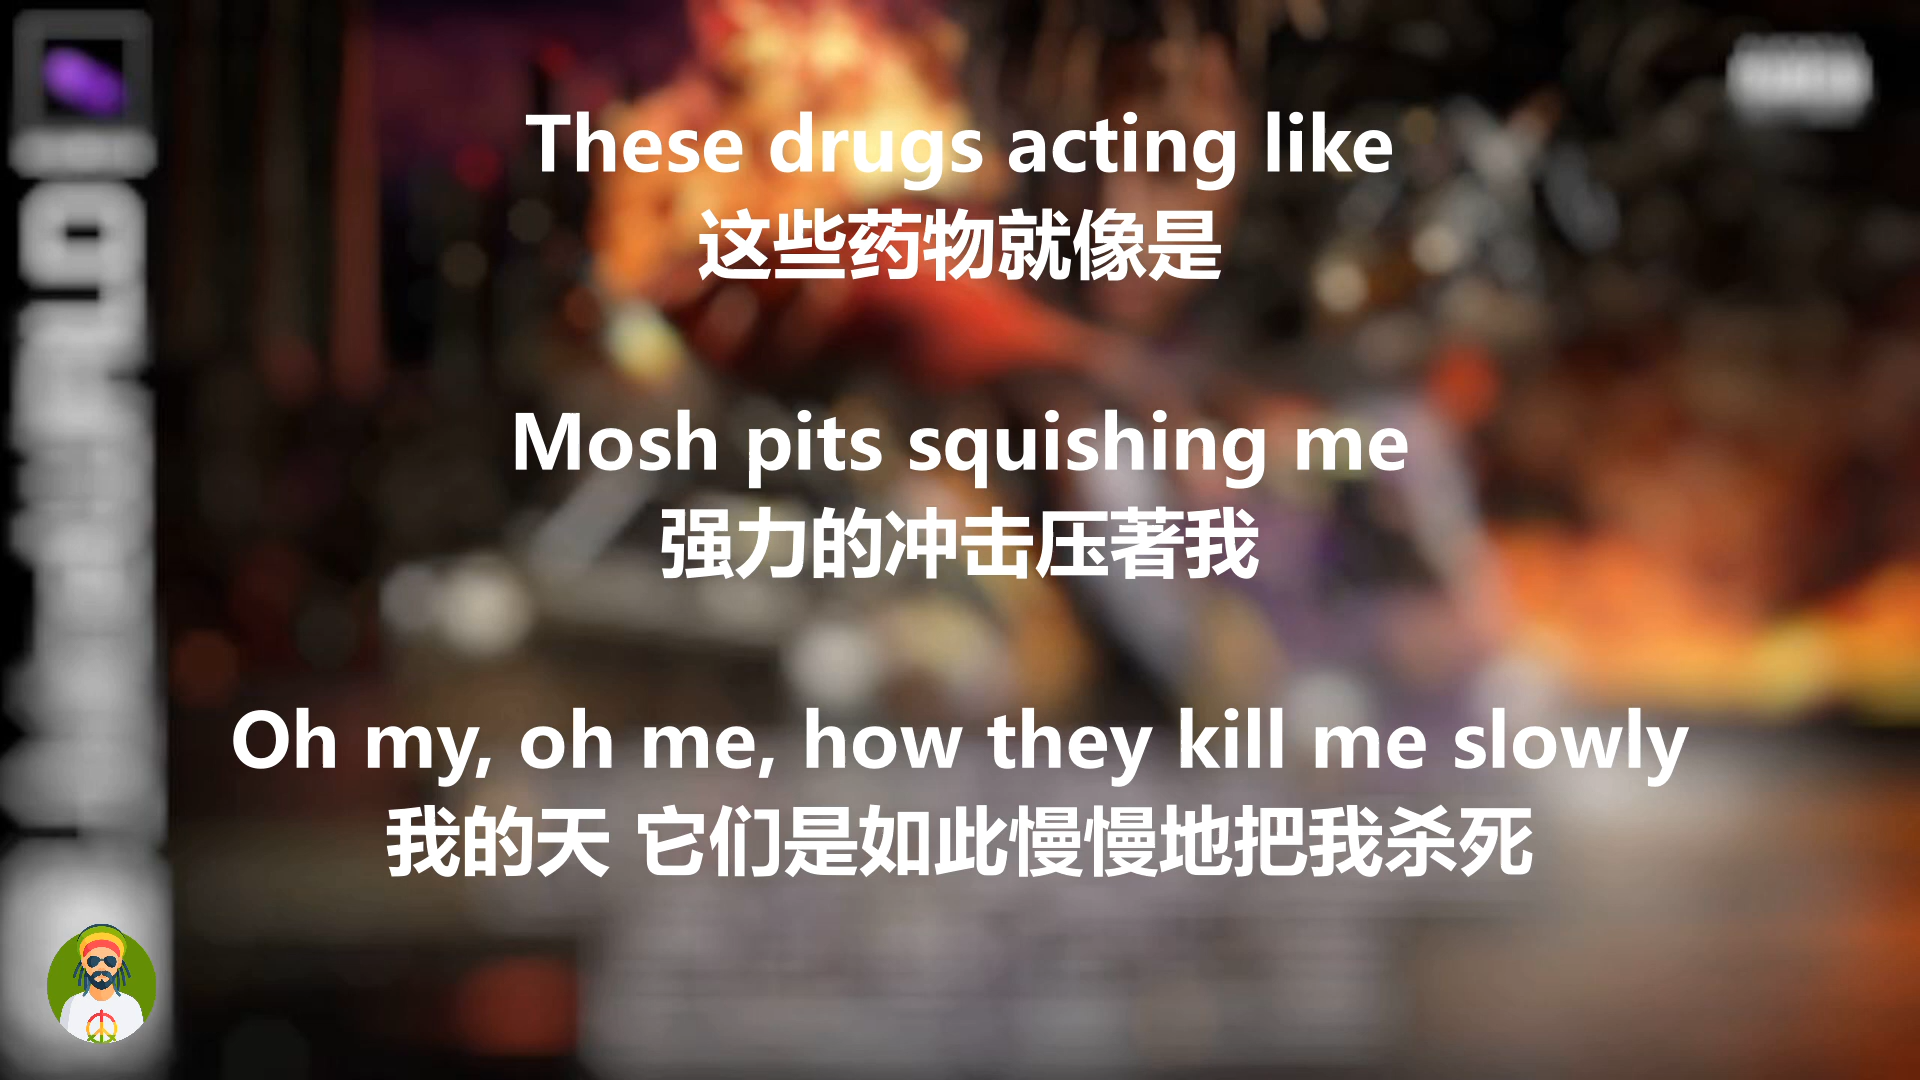 These drugs acting like
这些药物就像是
Mosh pits squishing me
强力的冲击压著我
Oh my, oh me, how they kill me slowly
我的天 它们是如此慢慢地把我杀死